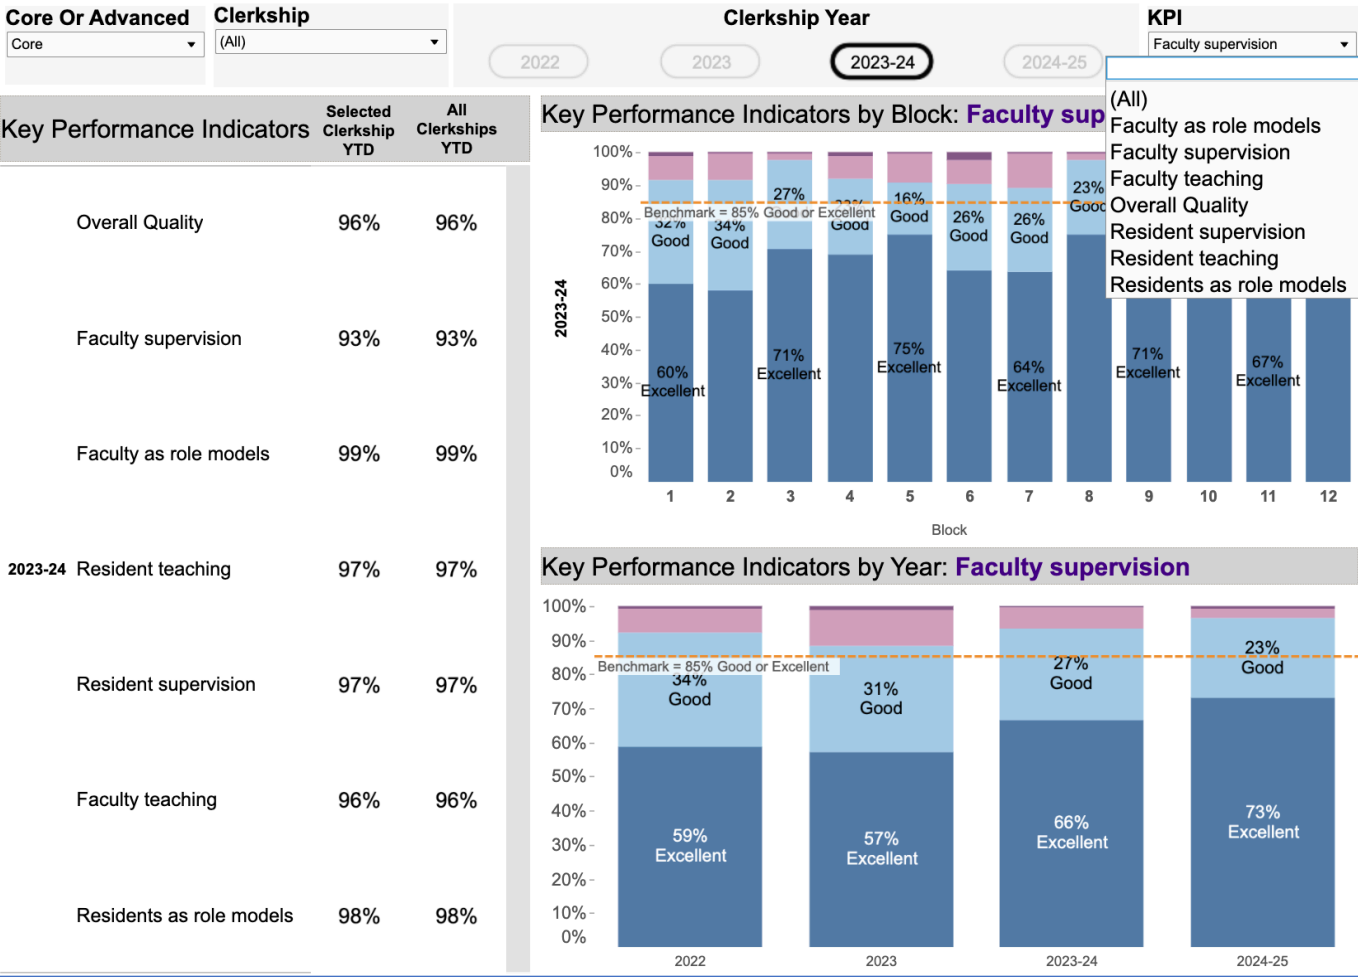 Core Or Advanced
Core
Clerkship
(All)
Clerkship Year
2022
2023
2023-24
2024-25
KPI
Faculty supervision
(All)
Faculty as role models
Faculty supervision
Faculty teaching
Overall Quality
Resident supervision
Resident teaching
Residents as role models
Key Performance Indicators
Selected
Clerkship
YTD
All
Clerkships
YTD
Overall Quality 96% 96%
Faculty supervision 93% 93%
Faculty as role models 99% 99%
2023-24 Resident teaching 97% 97%
Resident supervision 97% 97%
Faculty teaching 96% 96%
Residents as role models 98% 98%
Key Performance Indicators by Block: Faculty sup
2023-24
100%
90%
80%
70%
60%
50%
40%
30%
20%
10%
0%
Benchmark = 85% Good or Excellent
32%
Good
34%
Good
27%
Good
16%
Good
26%
Good
26%
Good
23%
Good
60%
Excellent
71%
Excellent
75%
Excellent
64%
Excellent
71%
Excellent
67%
Excellent
1 2 3 4 5 6 7 8 9 10 11 12
Block
Key Performance Indicators by Year: Faculty supervision
100%
90%
80%
70%
60%
50%
40%
30%
20%
10%
0%
Benchmark = 85% Good or Excellent
34%
Good
31%
Good
27%
Good
23%
Good
59%
Excellent
57%
Excellent
66%
Excellent
73%
Excellent
2022 2023 2023-24 2024-25